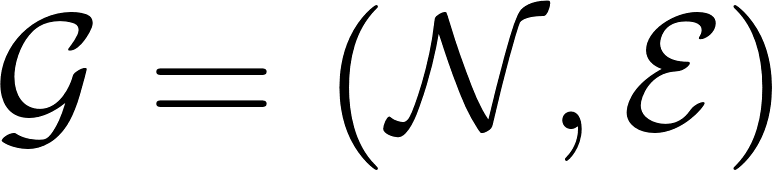 𝒢 = (𝒩, ℰ)